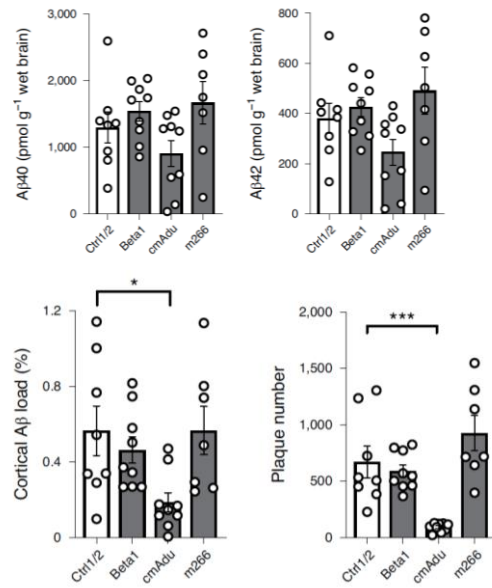 Aβ40 (pmol g⁻¹ wet brain)
3,000
2,000
1,000
0
Ctrl1/2 Beta1 cmAdu m266
Aβ42 (pmol g⁻¹ wet brain)
800
600
400
200
0
Ctrl1/2 Beta1 cmAdu m266
Cortical Aβ load (%)
1.2
0.8
0.4
0
*
Ctrl1/2 Beta1 cmAdu m266
Plaque number
2,000
1,500
1,000
500
0
***
Ctrl1/2 Beta1 cmAdu m266